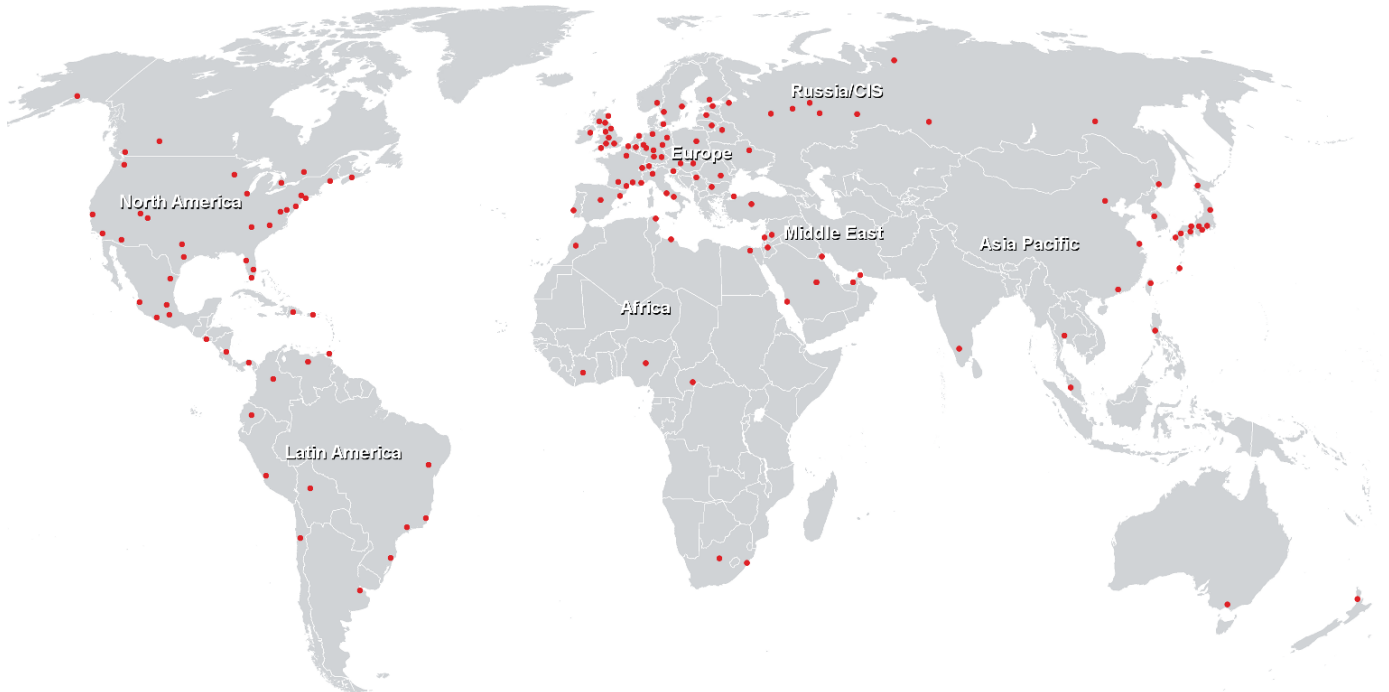 Russia/CIS
Europe
North America
Middle East
Asia Pacific
Africa
Latin America